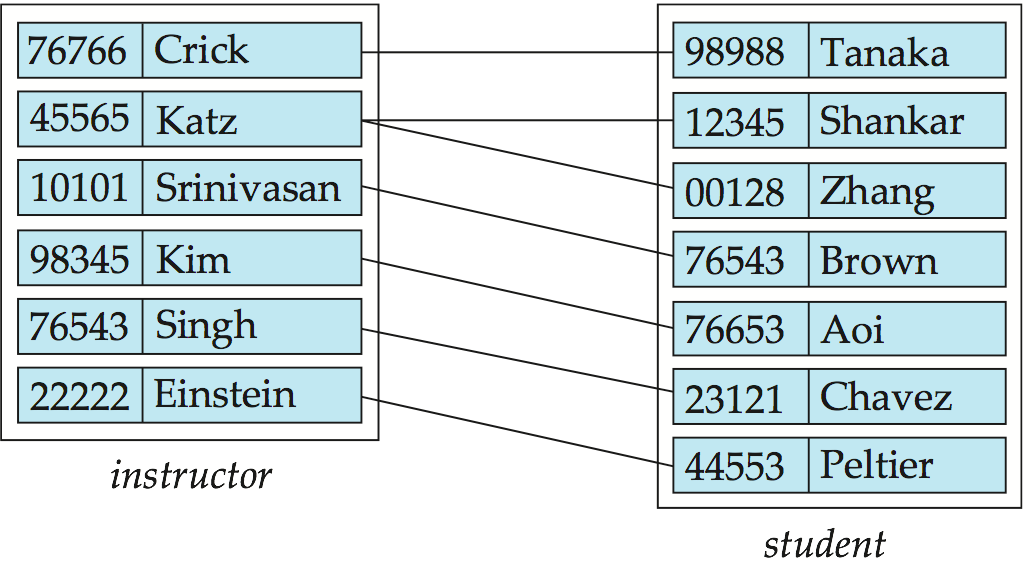 76766 Crick
45565 Katz
10101 Srinivasan
98345 Kim
76543 Singh
22222 Einstein
instructor
98988 Tanaka
12345 Shankar
00128 Zhang
76543 Brown
76653 Aoi
23121 Chavez
44553 Peltier
student